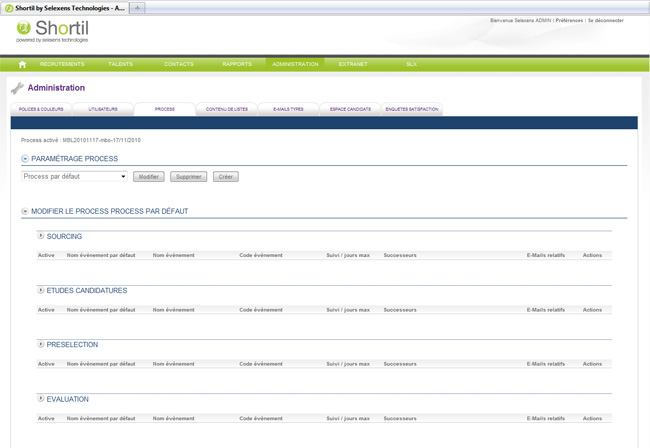 Shortil by Selexens Technologies - A...
Shortil
powered by selexens technologies
Bienvenue Selexens ADMIN | Préférences | Se déconnecter
RECRUTEMENTS TALENTS CONTACTS RAPPORTS ADMINISTRATION EXTRANET SLX
Administration
POLICES & COULEURS UTILISATEURS PROCESS CONTENU DE LISTES E-MAILS TYPES ESPACE CANDIDATS ENQUÊTES SATISFACTION
Process activé : MBL20101117-mbo-17/11/2010
PARAMÉTRAGE PROCESS
Process par défaut Modifier Supprimer Créer
MODIFIER LE PROCESS PROCESS PAR DÉFAUT
SOURCING
Active Nom événement par défaut Nom événement Code événement Suivi / jours max Successeurs E-Mails relatifs Actions
ETUDES CANDIDATURES
Active Nom événement par défaut Nom événement Code événement Suivi / jours max Successeurs E-Mails relatifs Actions
PRESELECTION
Active Nom événement par défaut Nom événement Code événement Suivi / jours max Successeurs E-Mails relatifs Actions
EVALUATION
Active Nom événement par défaut Nom événement Code événement Suivi / jours max Successeurs E-Mails relatifs Actions